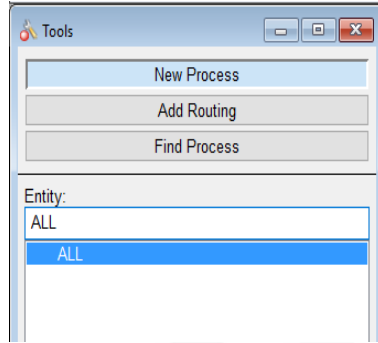 Tools
New Process
Add Routing
Find Process
Entity:
ALL
ALL